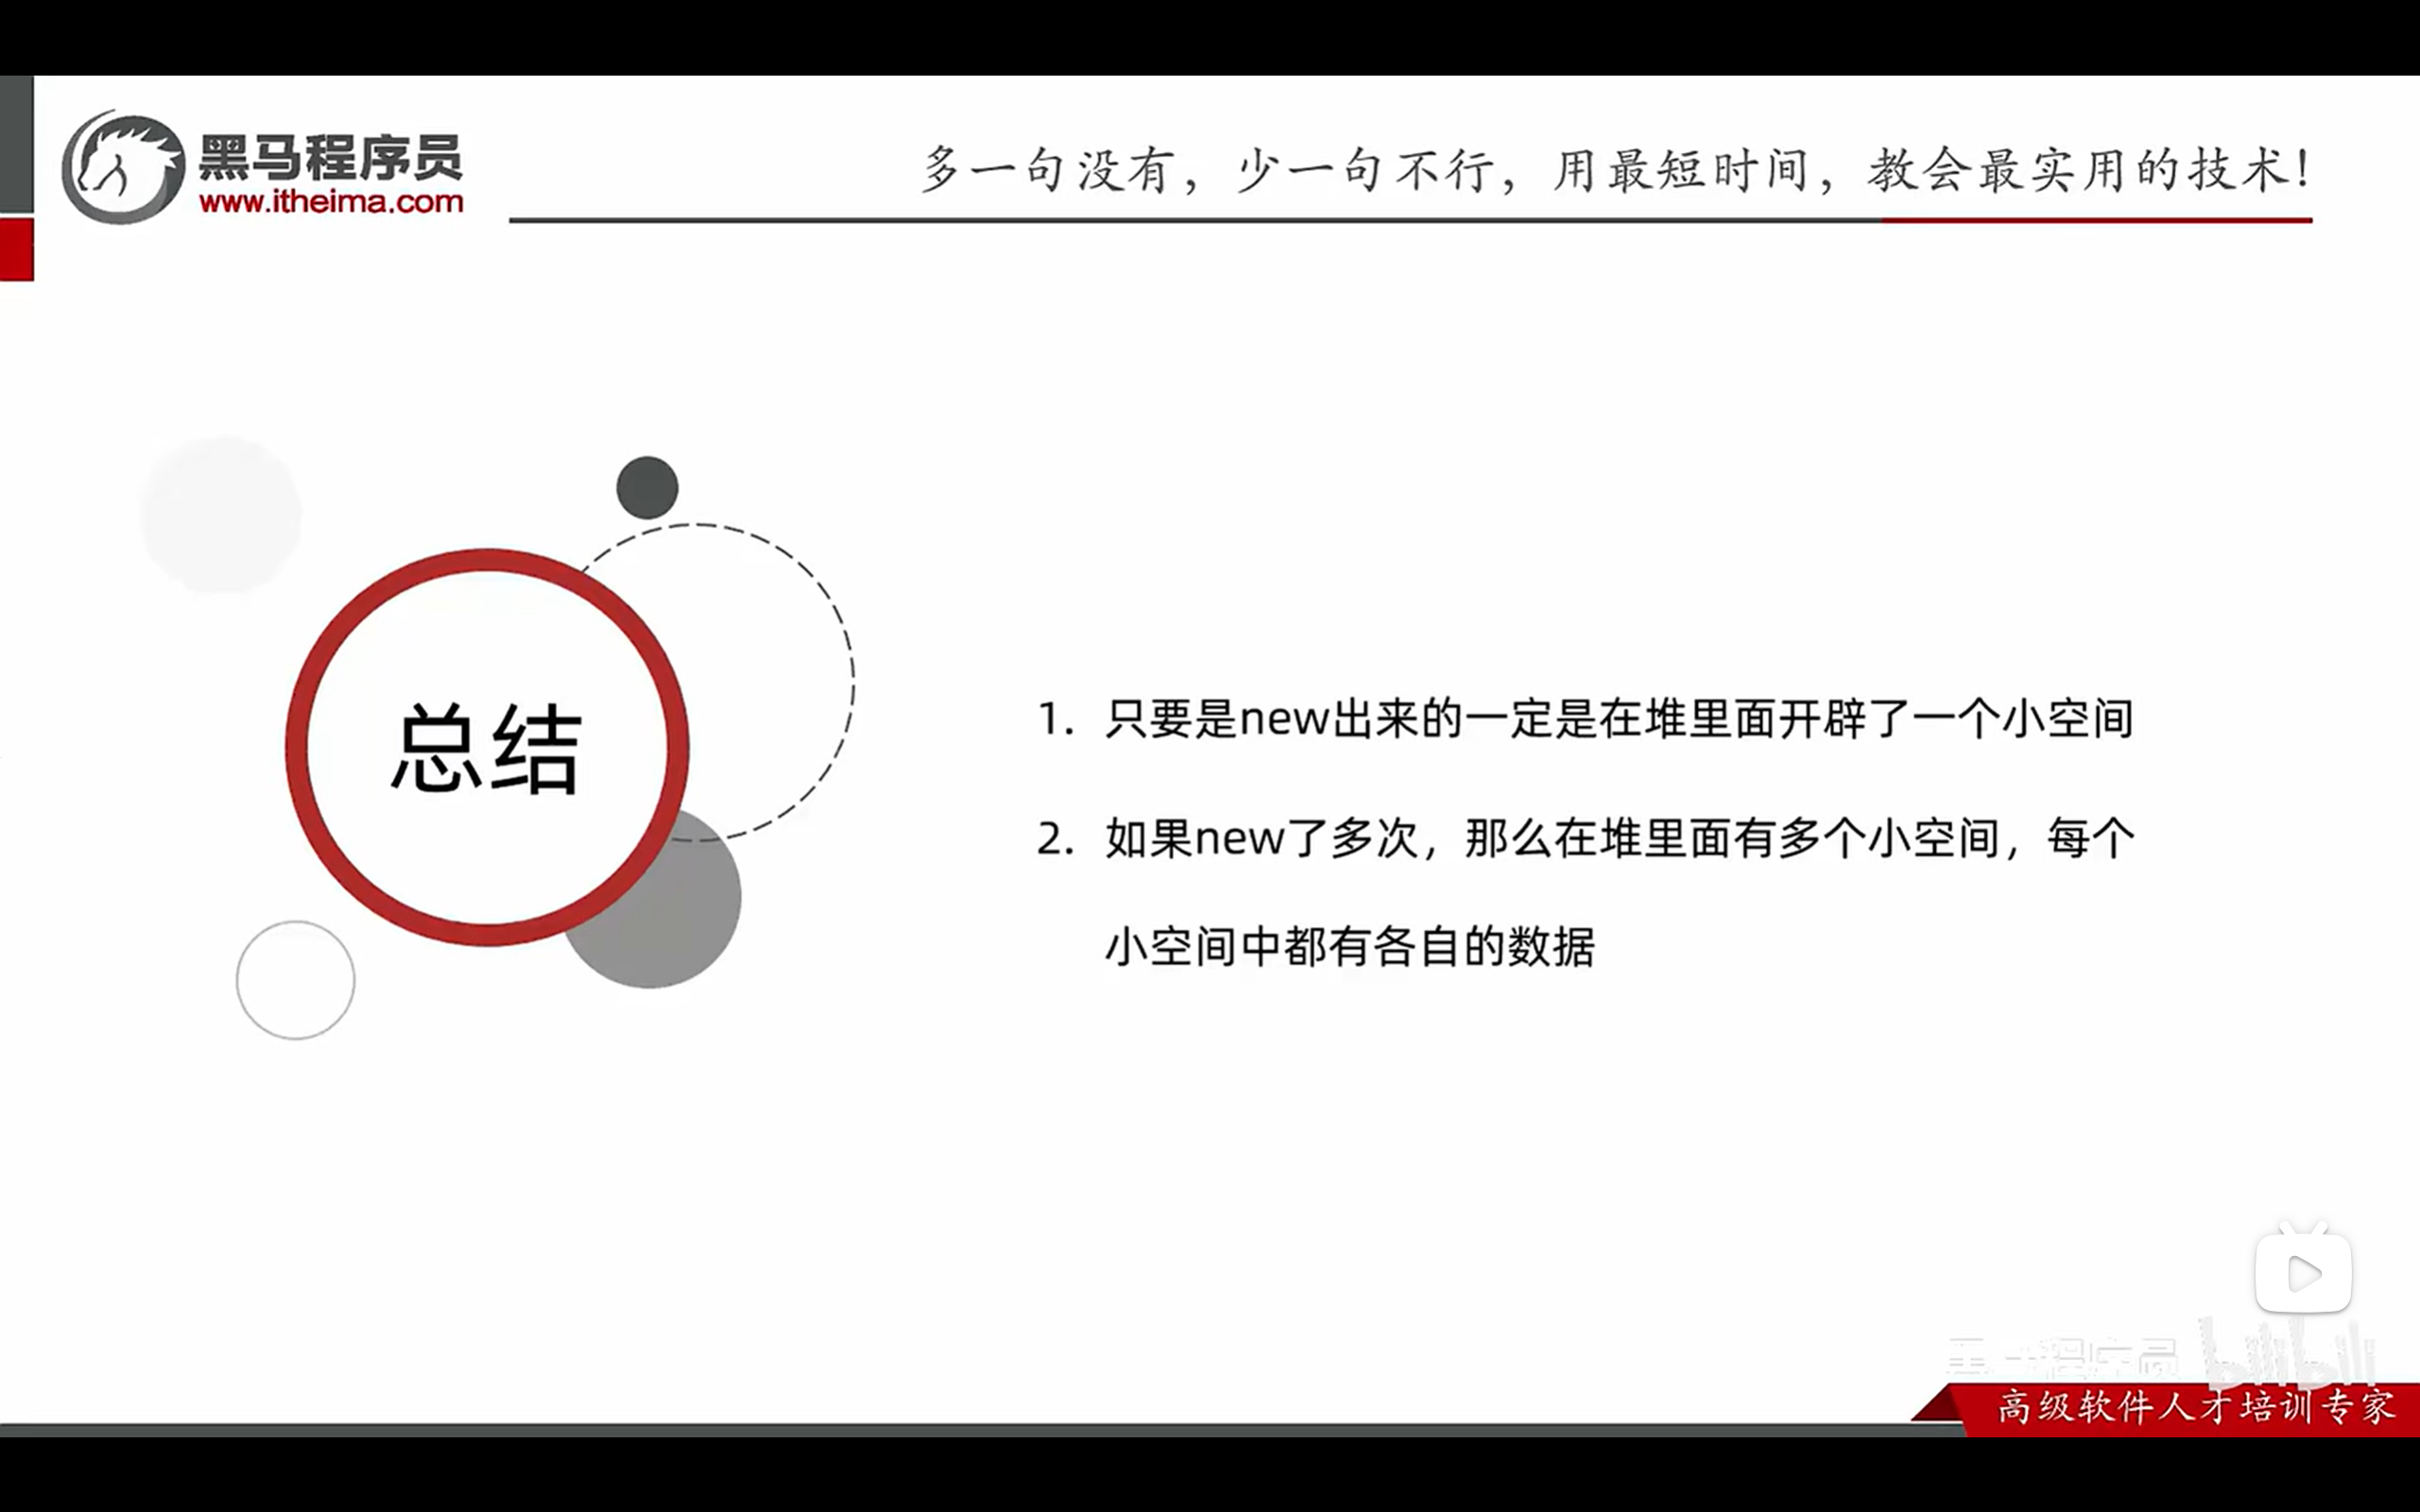 黑马程序员
www.itheima.com
多一句没有，少一句不行，用最短时间，教会最实用的技术！
总结
1. 只要是new出来的一定是在堆里面开辟了一个小空间
2. 如果new了多次，那么在堆里面有多个小空间，每个
小空间中都有各自的数据
黑马程序员 bilibili
高级软件人才培训专家